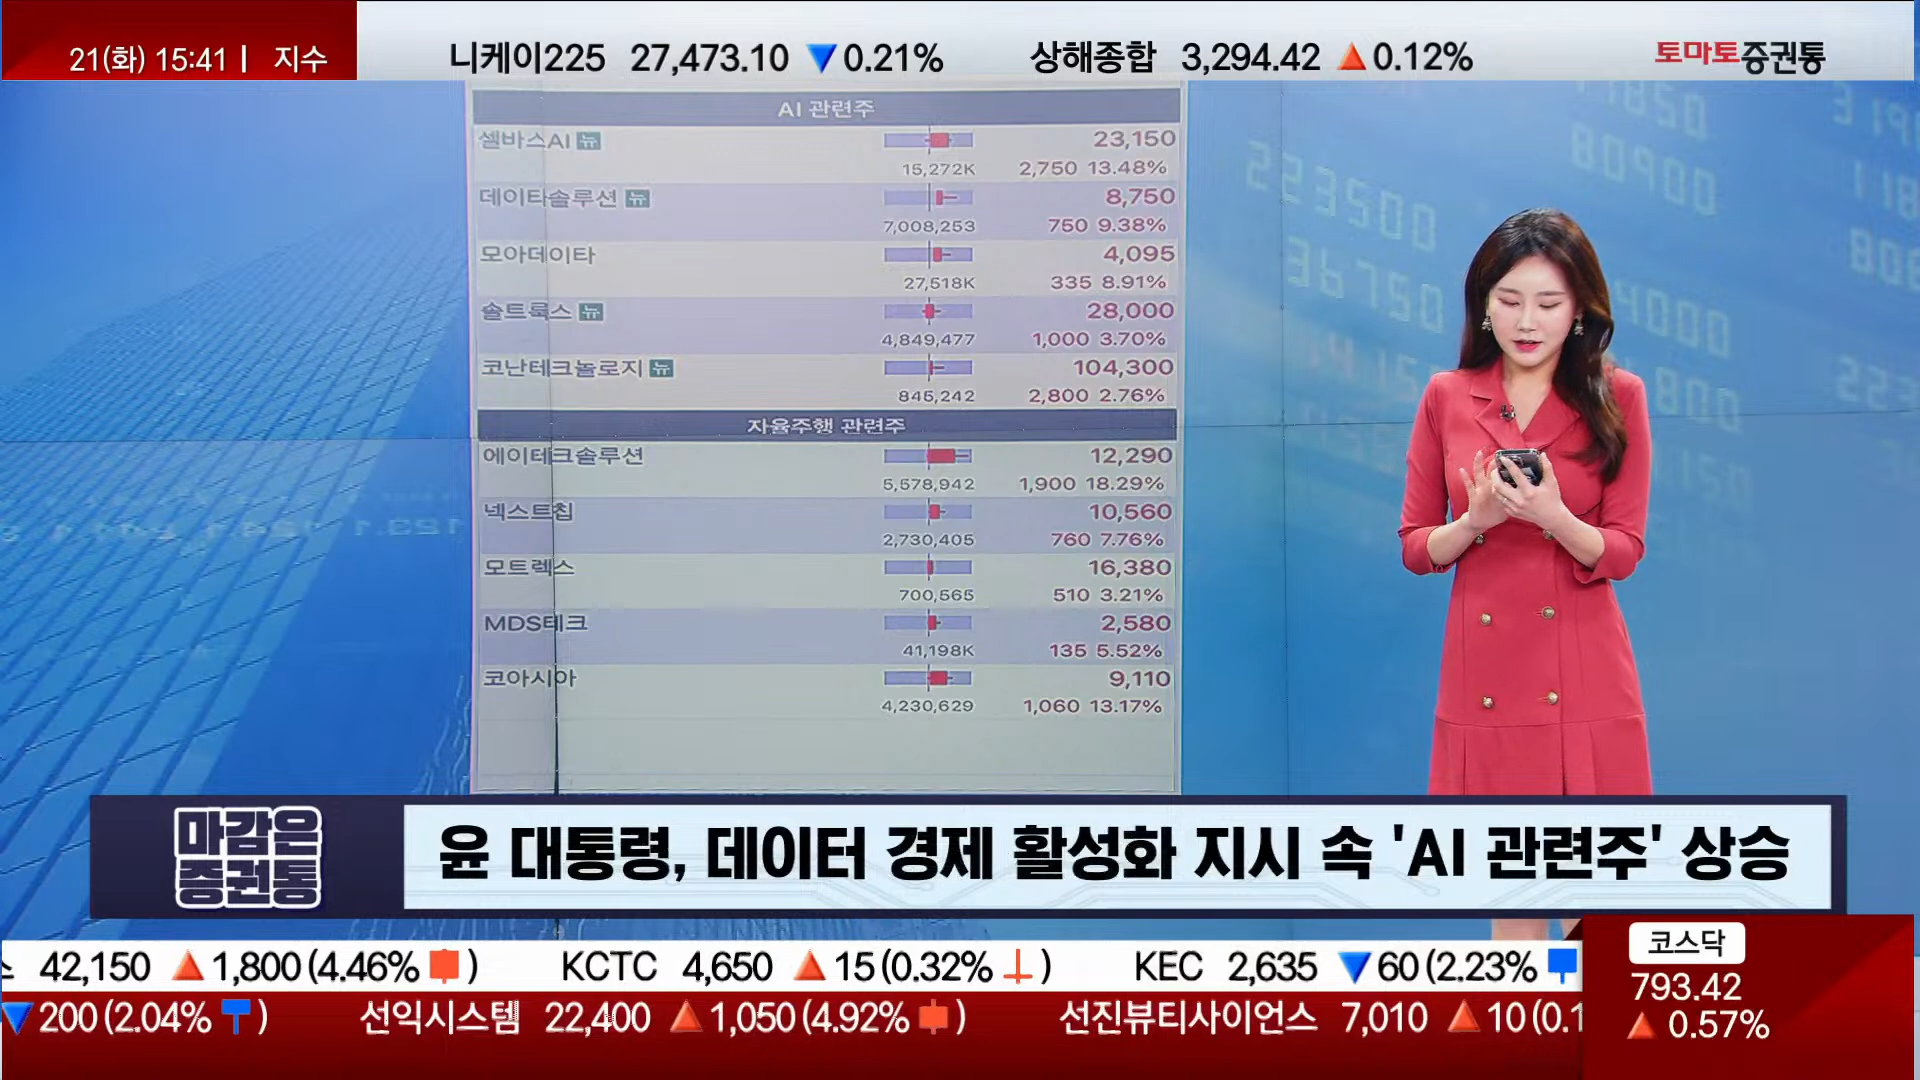 21(화) 15:41 | 지수 니케이225 27,473.10 ▼0.21% 상해종합 3,294.42 ▲0.12% 토마토증권통
AI 관련주
셀바스AI 뉴 23,150
15,272K 2,750 13.48%
데이타솔루션 뉴 8,750
7,008,253 750 9.38%
모아데이타 4,095
27,518K 335 8.91%
솔트룩스 뉴 28,000
4,849,477 1,000 3.70%
코난테크놀로지 뉴 104,300
845,242 2,800 2.76%
자율주행 관련주
에이테크솔루션 12,290
5,578,942 1,900 18.29%
넥스트칩 10,560
2,730,405 760 7.76%
모트렉스 16,380
700,565 510 3.21%
MDS테크 2,580
41,198K 135 5.52%
코아시아 9,110
4,230,629 1,060 13.17%
223500
36750
80900
마감은
증권통
윤 대통령, 데이터 경제 활성화 지시 속 'AI 관련주' 상승
스 42,150 ▲1,800(4.46% ) KCTC 4,650 ▲15(0.32% ) KEC 2,635 ▼60(2.23%
▼200(2.04% ) 선익시스템 22,400 ▲1,050(4.92% ) 선진뷰티사이언스 7,010 ▲10(0.1
코스닥
793.42
▲0.57%